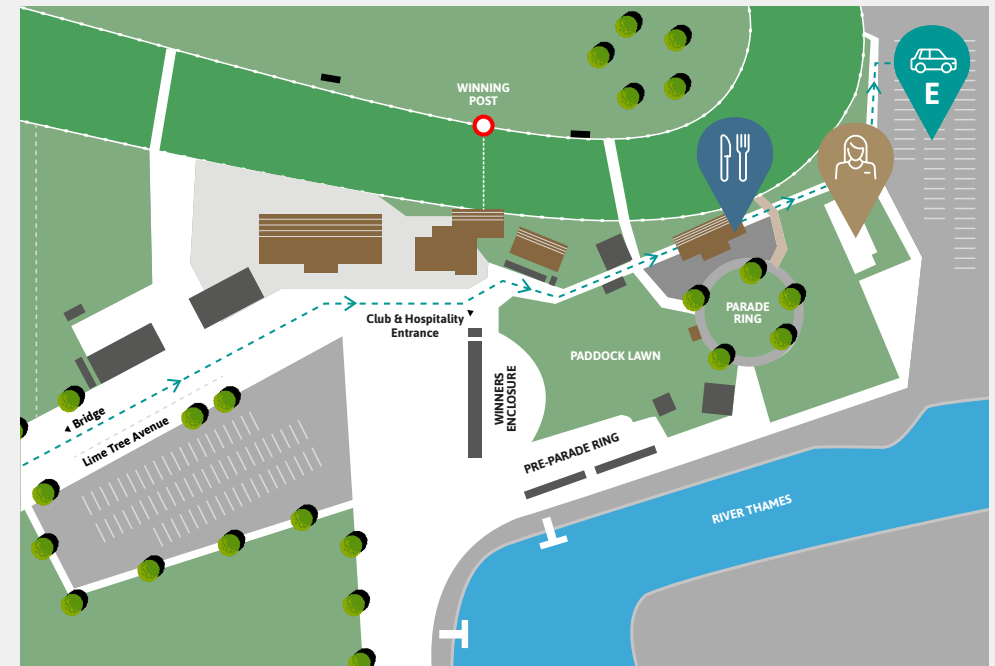 WINNING
POST
E
Club & Hospitality
Entrance
PARADE
RING
PADDOCK LAWN
WINNERS
ENCLOSURE
Bridge
Lime Tree Avenue
PRE-PARADE RING
RIVER THAMES